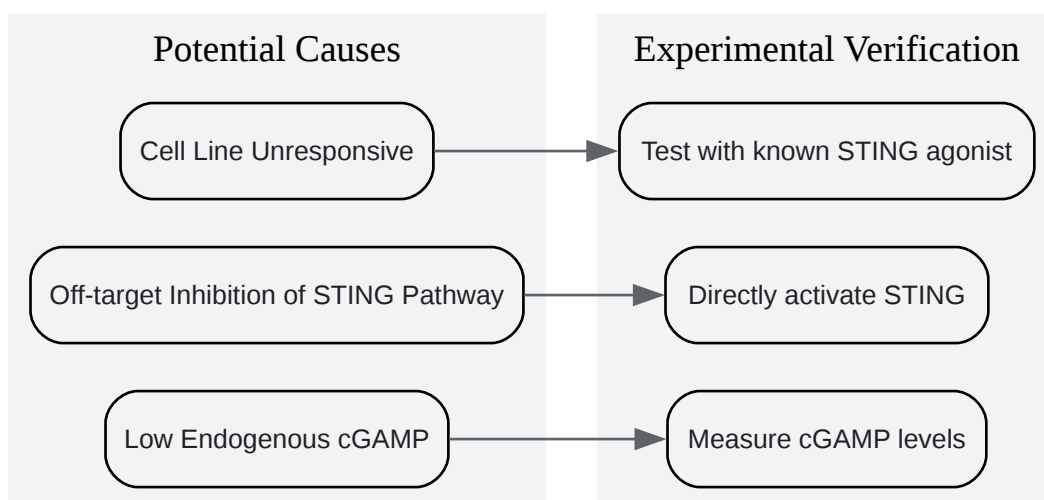 Potential Causes
Experimental Verification
Cell Line Unresponsive
Test with known STING agonist
Off-target Inhibition of STING Pathway
Directly activate STING
Low Endogenous cGAMP
Measure cGAMP levels